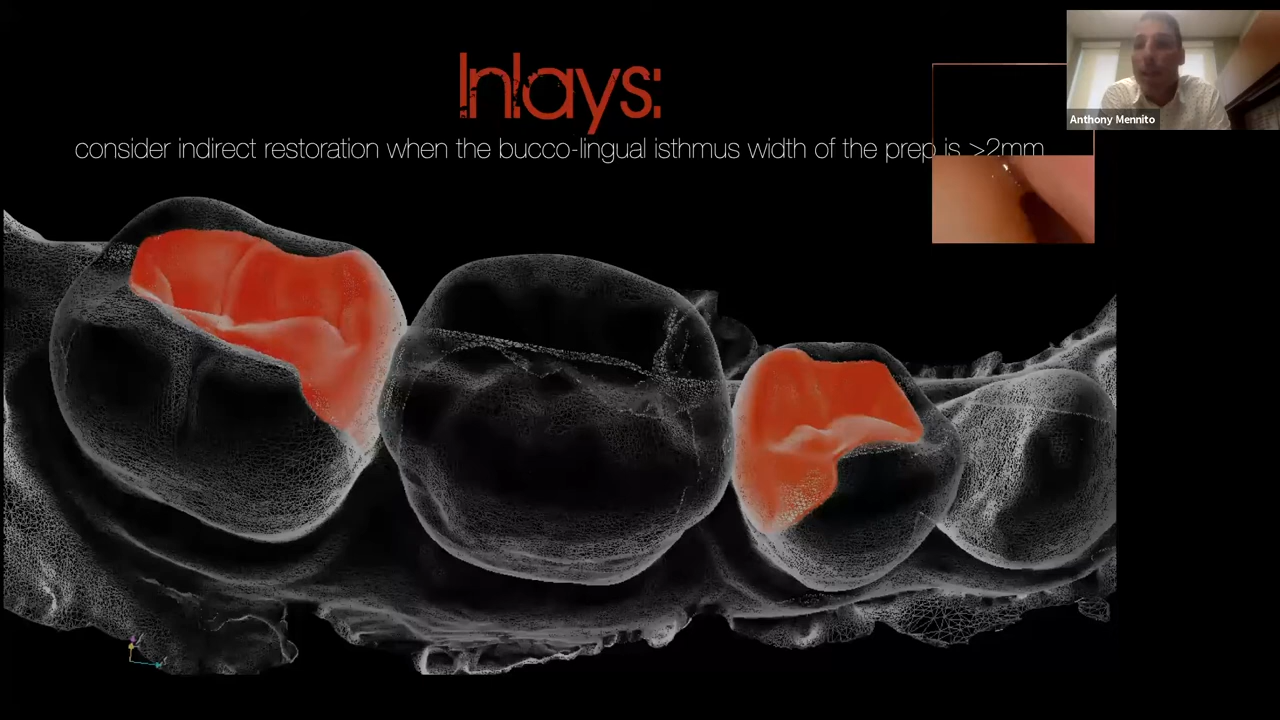 Inlays:
consider indirect restoration when the bucco-lingual isthmus width of the prep is >2mm
Anthony Mennito